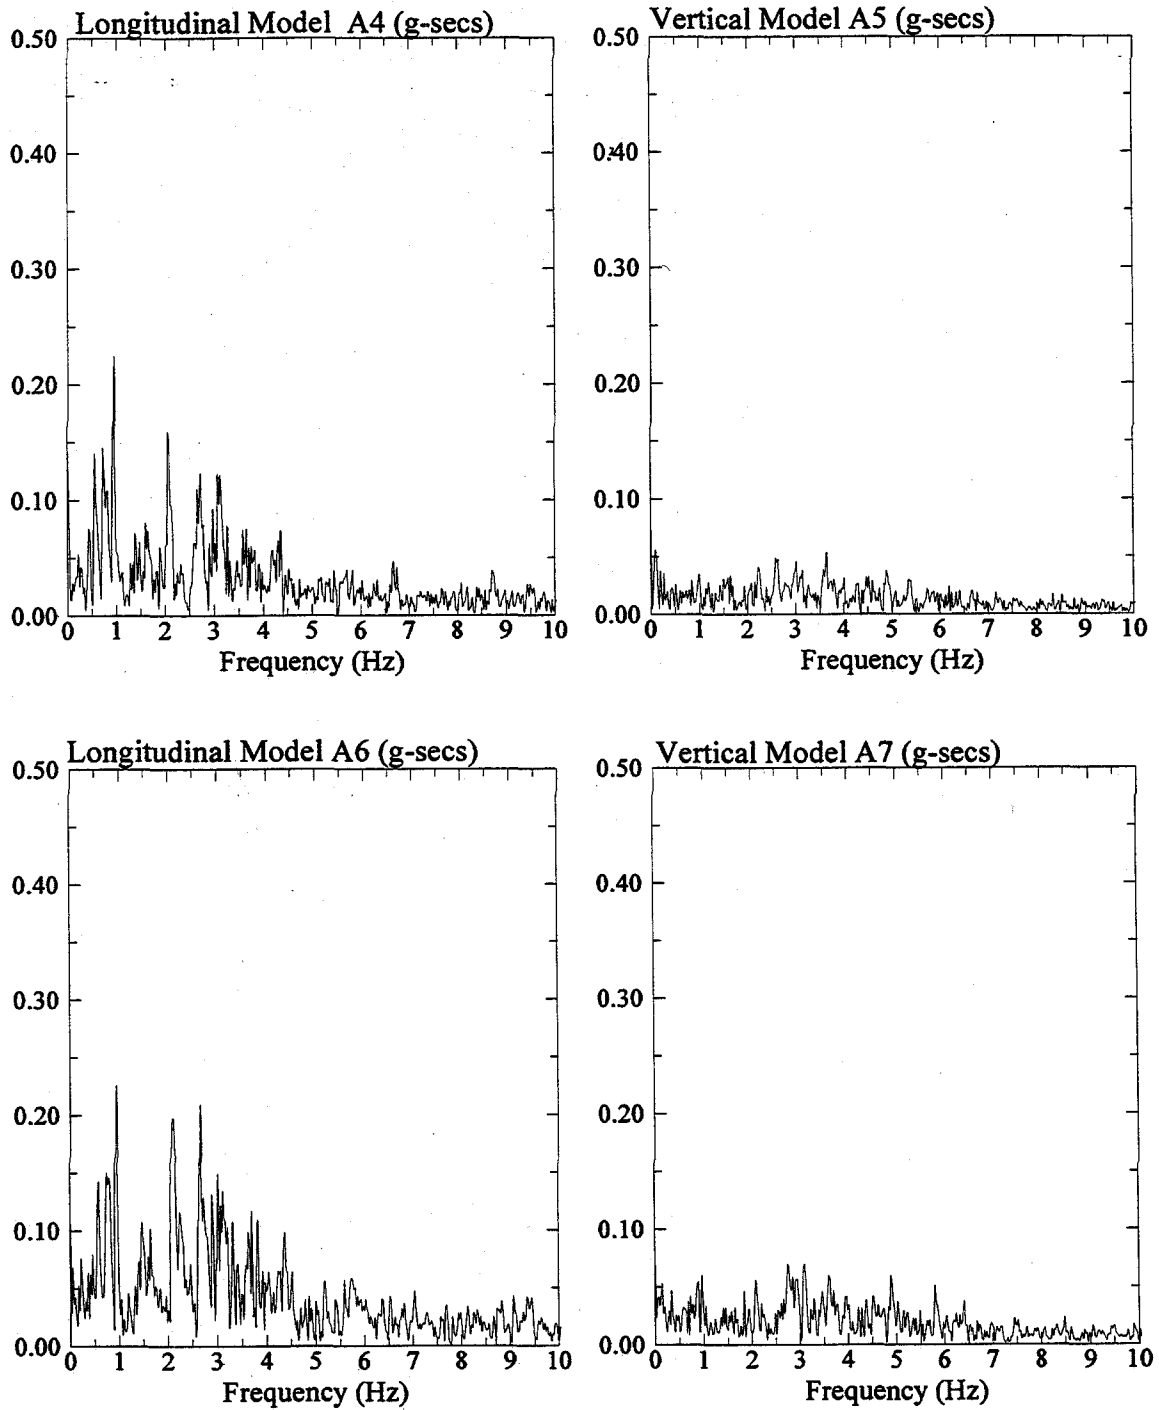 Longitudinal Model A4 (g-secs)
0.50
0.40
0.30
0.20
0.10
0.00
0 1 2 3 4 5 6 7 8 9 10
Frequency (Hz)
Vertical Model A5 (g-secs)
0.50
0.40
0.30
0.20
0.10
0.00
0 1 2 3 4 5 6 7 8 9 10
Frequency (Hz)
Longitudinal Model A6 (g-secs)
0.50
0.40
0.30
0.20
0.10
0.00
0 1 2 3 4 5 6 7 8 9 10
Frequency (Hz)
Vertical Model A7 (g-secs)
0.50
0.40
0.30
0.20
0.10
0.00
0 1 2 3 4 5 6 7 8 9 10
Frequency (Hz)